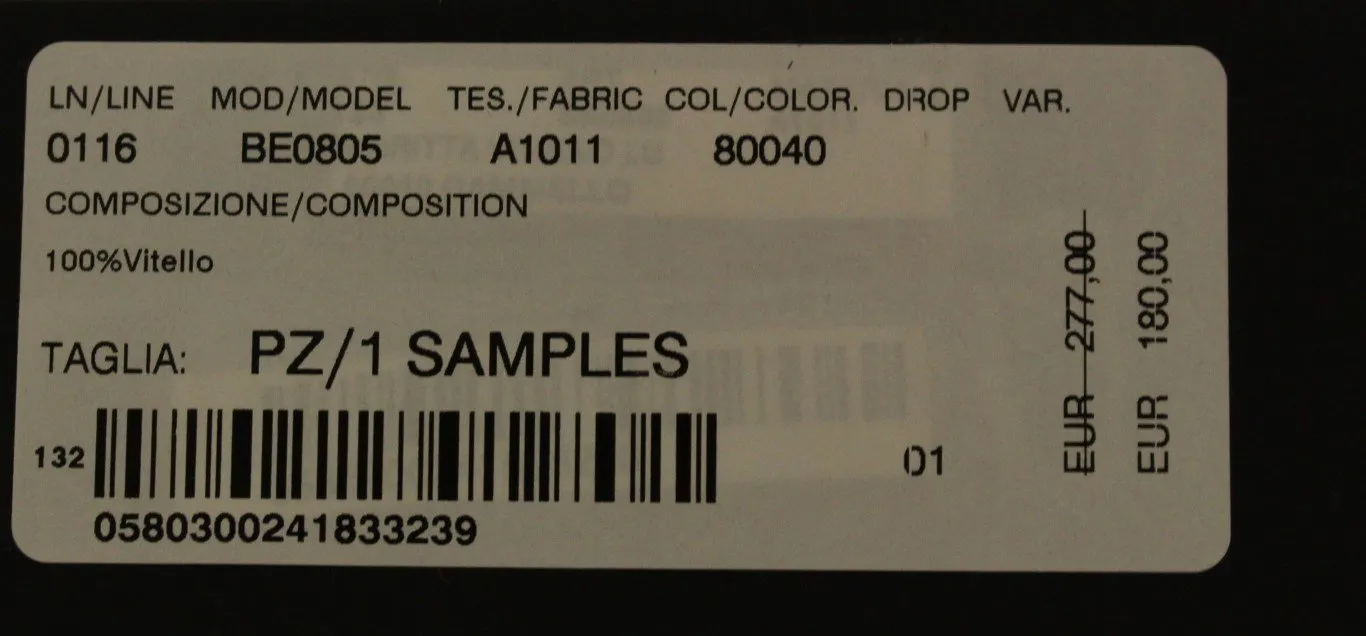 LN/LINE MOD/MODEL TES./FABRIC COL/COLOR. DROP VAR.
0116 BE0805 A1011 80040
COMPOSIZIONE/COMPOSITION
100%Vitello
TAGLIA: PZ/1 SAMPLES
132
01
0580300241833239
EUR 277,00
EUR 180,00